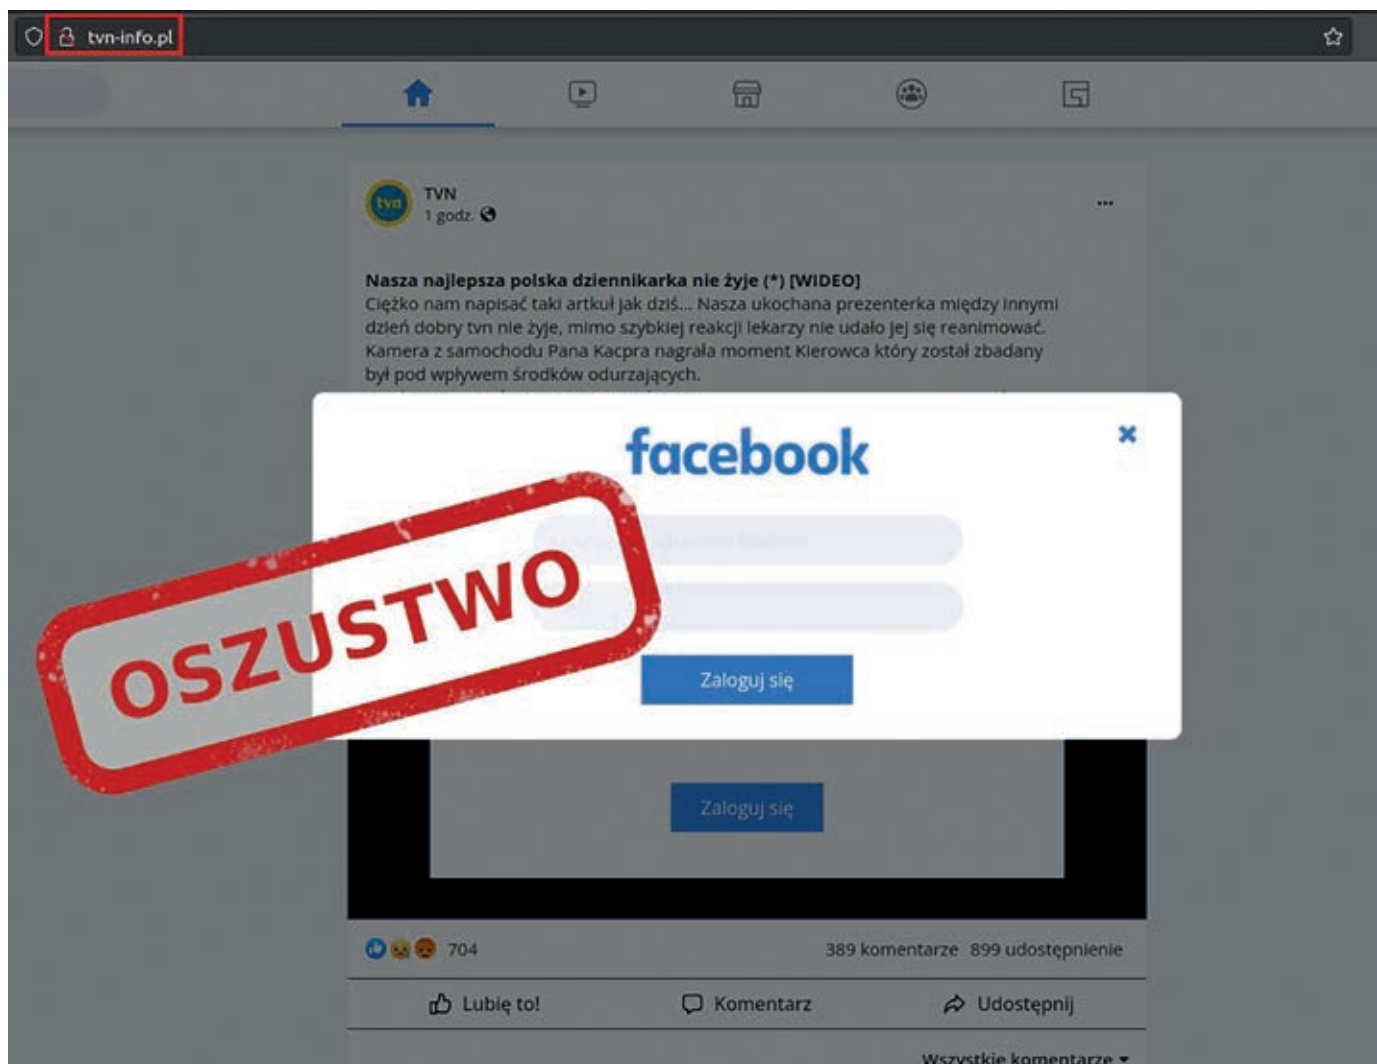 tvn-info.pl
tvn
TVN
1 godz.
Nasza najlepsza polska dziennikarka nie żyje (*) [WIDEO]
Ciężko nam napisać taki artkuł jak dziś... Nasza ukochana prezenterka między innymi
dzień dobry tvn nie żyje, mimo szybkiej reakcji lekarzy nie udało jej się reanimować.
Kamera z samochodu Pana Kacpra nagrała moment Kierowca który został zbadany
był pod wpływem środków odurzających.
facebook
OSZUSTWO
Zaloguj się
Zaloguj się
704
389 komentarze 899 udostępnienie
Lubię to!
Komentarz
Udostępnij
Wszystkie komentarze